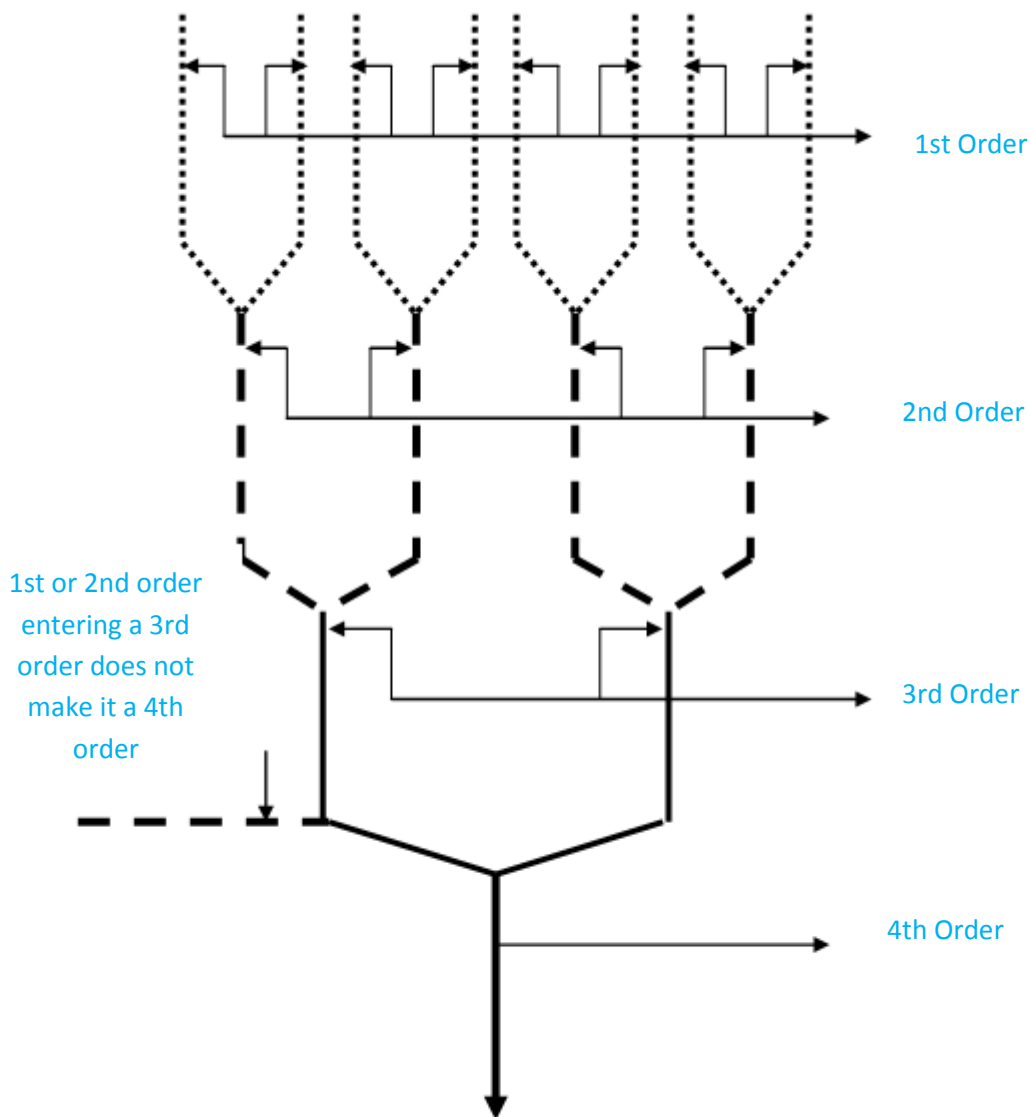 1st Order
2nd Order
1st or 2nd order
entering a 3rd
order does not
make it a 4th
order
3rd Order
4th Order